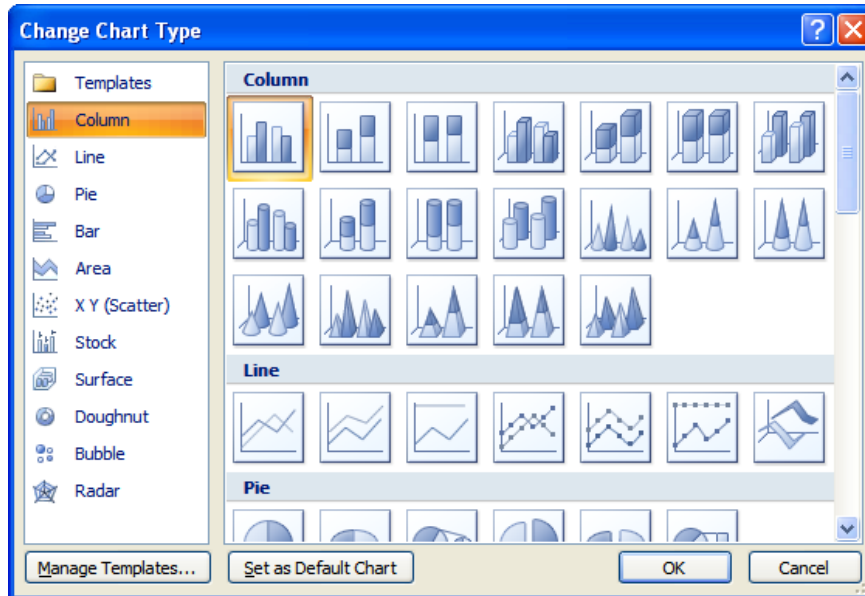 Change Chart Type
Templates
Column
Line
Pie
Bar
Area
X Y (Scatter)
Stock
Surface
Doughnut
Bubble
Radar
Column
Line
Pie
Manage Templates...
Set as Default Chart
OK
Cancel